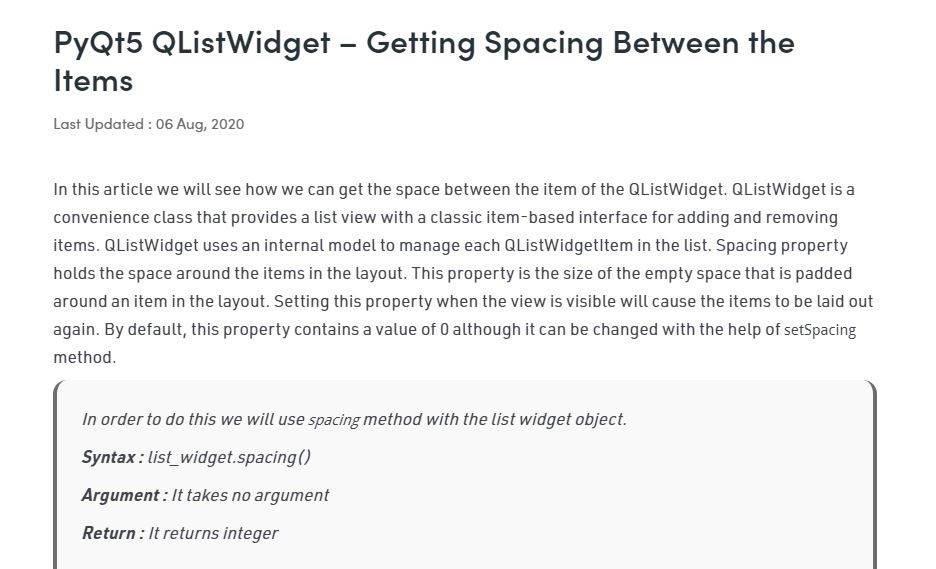 PyQt5 QListWidget – Getting Spacing Between the
Items
Last Updated : 06 Aug, 2020
In this article we will see how we can get the space between the item of the QListWidget. QListWidget is a
convenience class that provides a list view with a classic item-based interface for adding and removing
items. QListWidget uses an internal model to manage each QListWidgetItem in the list. Spacing property
holds the space around the items in the layout. This property is the size of the empty space that is padded
around an item in the layout. Setting this property when the view is visible will cause the items to be laid out
again. By default, this property contains a value of 0 although it can be changed with the help of setSpacing
method.
In order to do this we will use spacing method with the list widget object.
Syntax : list_widget.spacing()
Argument : It takes no argument
Return : It returns integer